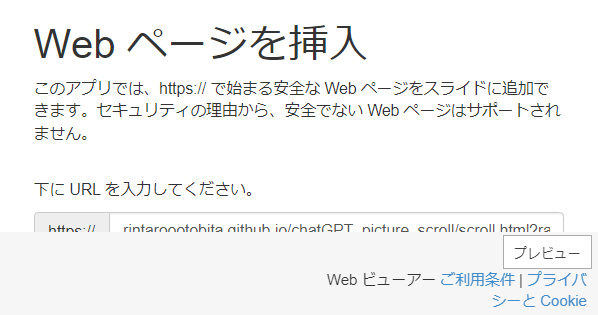 Web ページを挿入
このアプリでは、https:// で始まる安全な Web ページをスライドに追加で
きます。セキュリティの理由から、安全でない Web ページはサポートされ
ません。
下に URL を入力してください。
https:// rintaroootobita.github.io/chatGPT_picture_scroll/scroll.html?ra
プレビュー
Web ビューアー ご利用条件 | プライバ
シーと Cookie